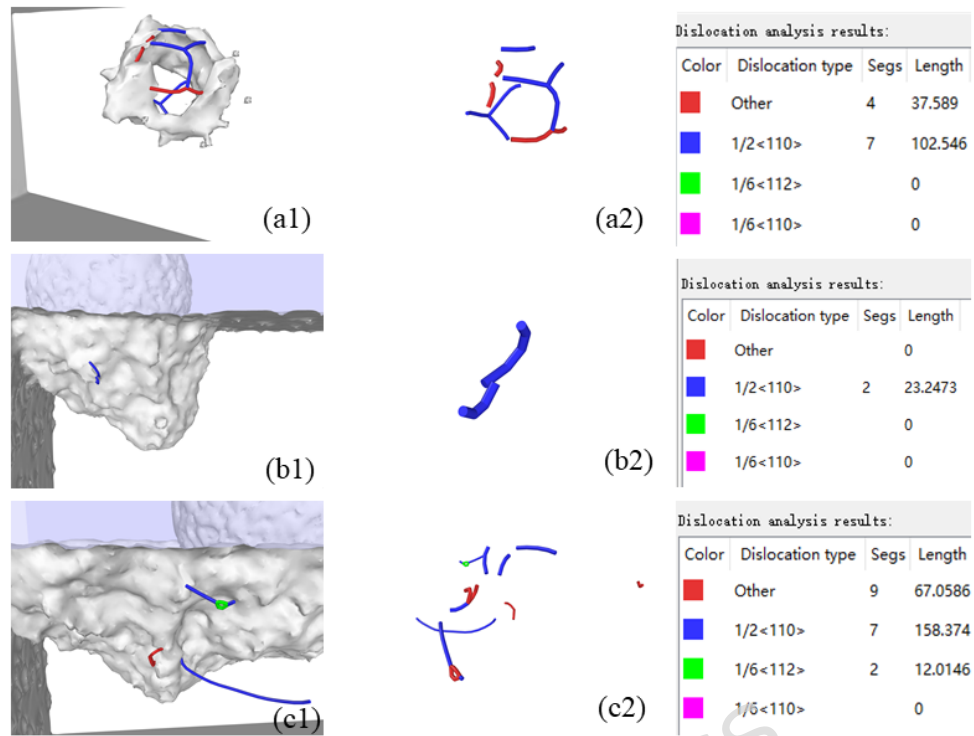 (a1)
(a2)
Dislocation analysis results:
Color Dislocation type Segs Length
Other 4 37.589
1/2<110> 7 102.546
1/6<112> 0
1/6<110> 0
(b1)
(b2)
Dislocation analysis results:
Color Dislocation type Segs Length
Other 0
1/2<110> 2 23.2473
1/6<112> 0
1/6<110> 0
(c1)
(c2)
Dislocation analysis results:
Color Dislocation type Segs Length
Other 9 67.0586
1/2<110> 7 158.374
1/6<112> 2 12.0146
1/6<110> 0